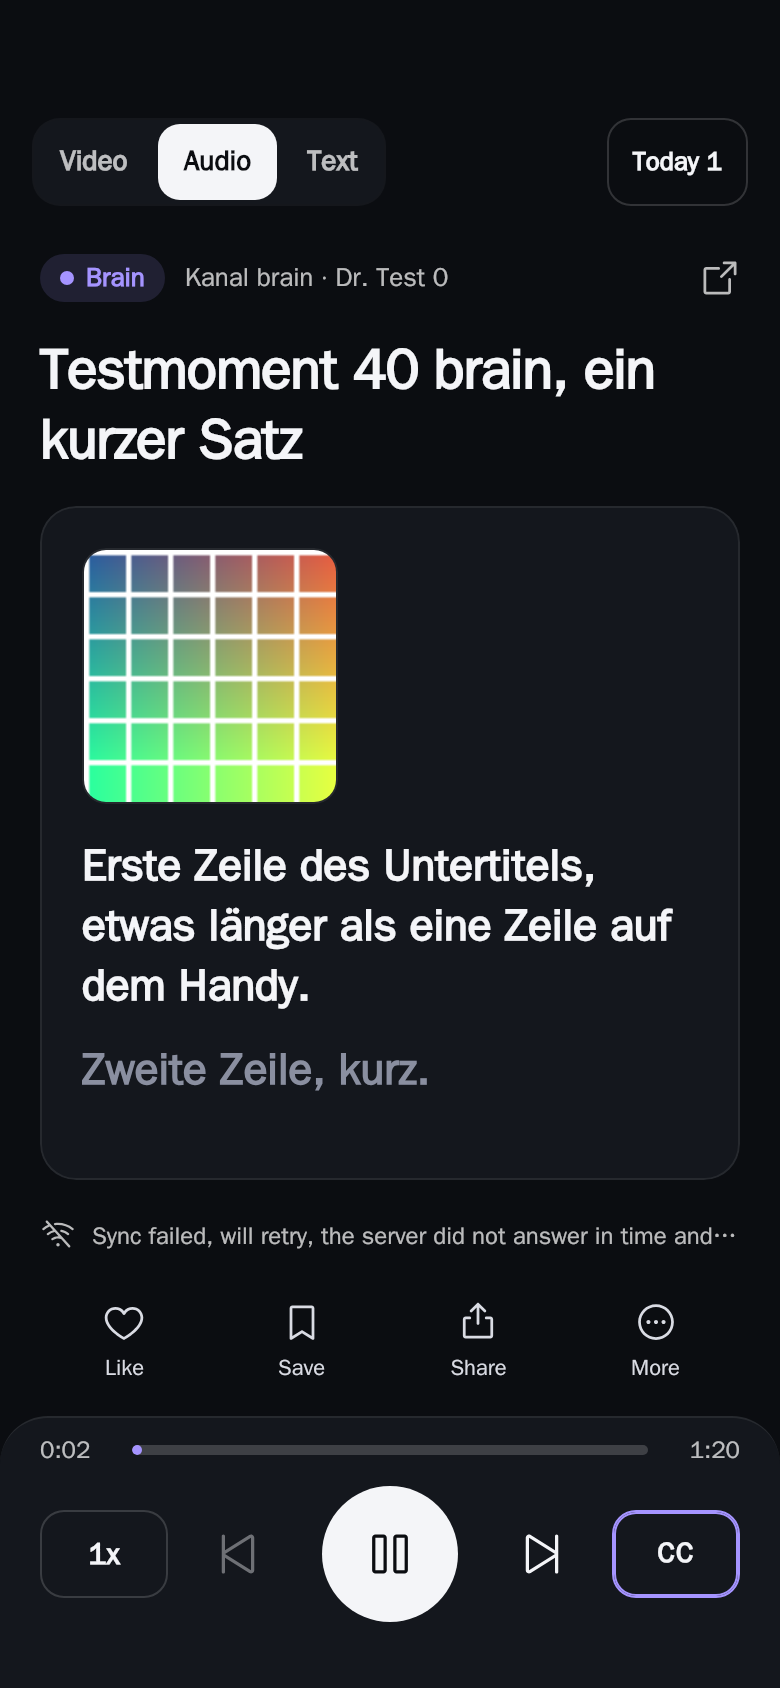 Video Audio Text Today 1
Brain Kanal brain · Dr. Test 0
Testmoment 40 brain, ein
kurzer Satz
Erste Zeile des Untertitels,
etwas länger als eine Zeile auf
dem Handy.
Zweite Zeile, kurz.
Sync failed, will retry, the server did not answer in time and···
Like Save Share More
0:02 1:20
1x CC